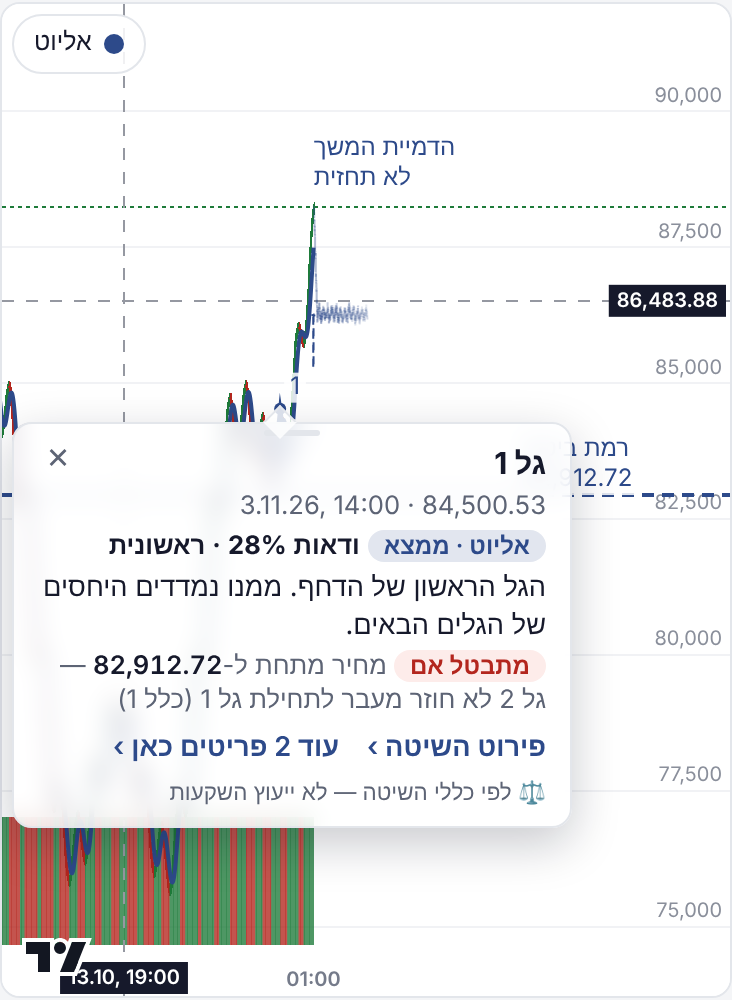 אליוט
הדמיית המשך
לא תחזית
90,000
87,500
86,483.88
85,000
רמת
12.72
82,500
80,000
77,500
75,000
גל 1
3.11.26, 14:00 · 84,500.53
אליוט · ממצא ודאות 28% · ראשונית
הגל הראשון של הדחף. ממנו נמדדים היחסים
של הגלים הבאים.
מתבטל אם מחיר מתחת ל-82,912.72 —
גל 2 לא חוזר מעבר לתחילת גל 1 (כלל 1)
פירוט השיטה › עוד 2 פריטים כאן ›
⚖️ לפי כללי השיטה — לא ייעוץ השקעות
13.10, 19:00
01:00